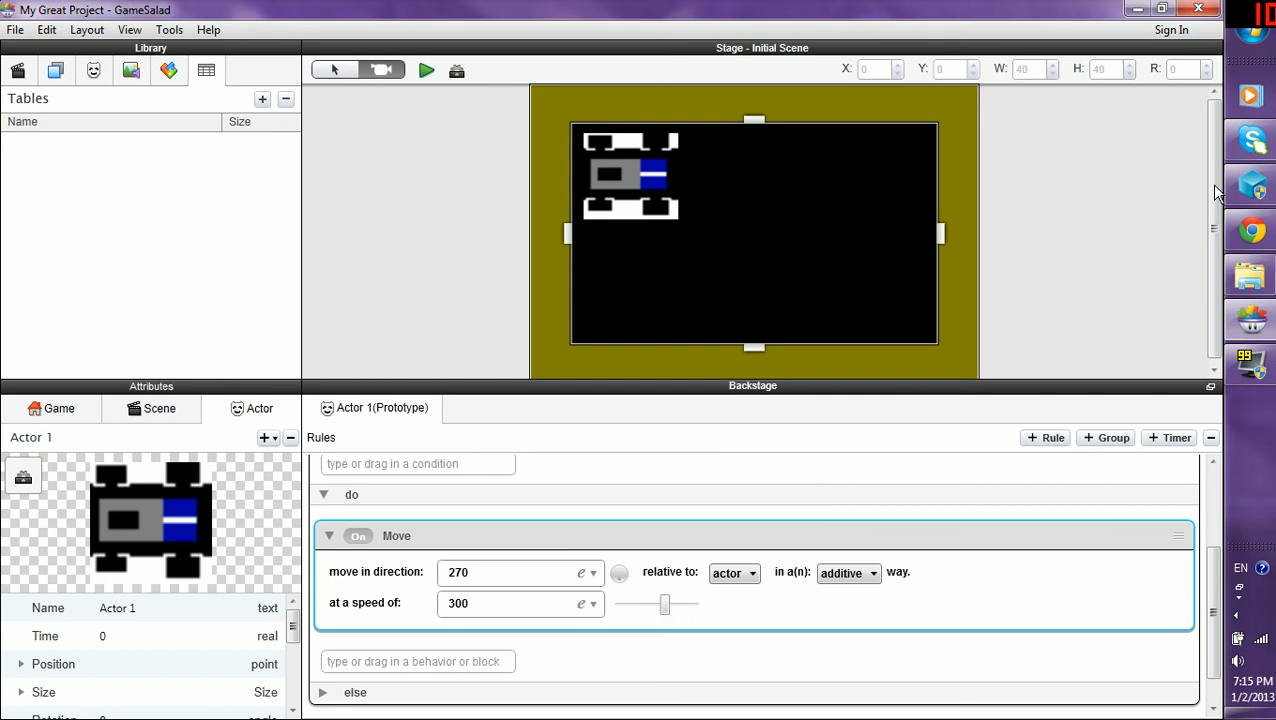 My Great Project - GameSalad
10
File Edit Layout View Tools Help
Sign In
Library
Stage - Initial Scene
X: 0 Y: 0 W: 40 H: 40 R: 0
Tables
Name Size
Attributes
Backstage
Game Scene Actor
Actor 1(Prototype)
Actor 1
Rules
+ Rule + Group + Timer
type or drag in a condition
do
On Move
move in direction: 270 e relative to: actor in a(n): additive way.
at a speed of: 300 e
type or drag in a behavior or block
else
Name Actor 1 text
Time 0 real
Position point
Size Size
99
EN
7:15 PM
1/2/2013